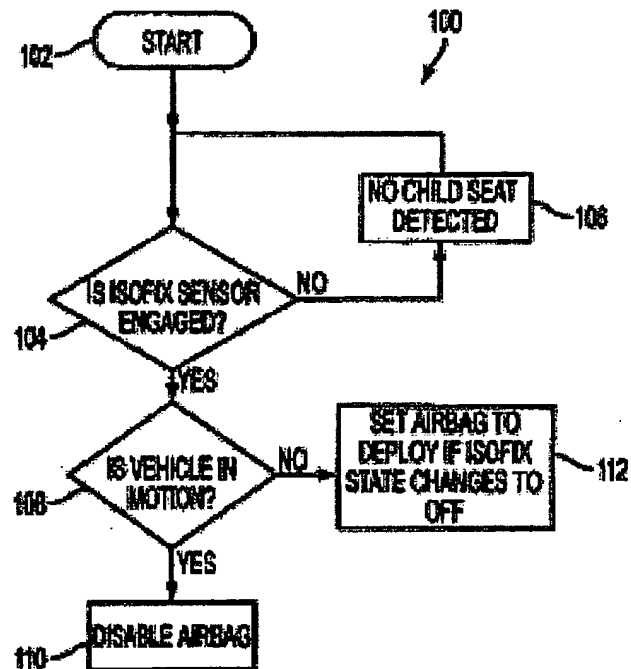 100
102
START
NO CHILD SEAT
DETECTED
106
IS ISOFIX SENSOR
ENGAGED?
NO
104
YES
IS VEHICLE IN
MOTION?
NO
108
SET AIRBAG TO
DEPLOY IF ISOFIX
STATE CHANGES TO
OFF
112
YES
DISABLE AIRBAG
110